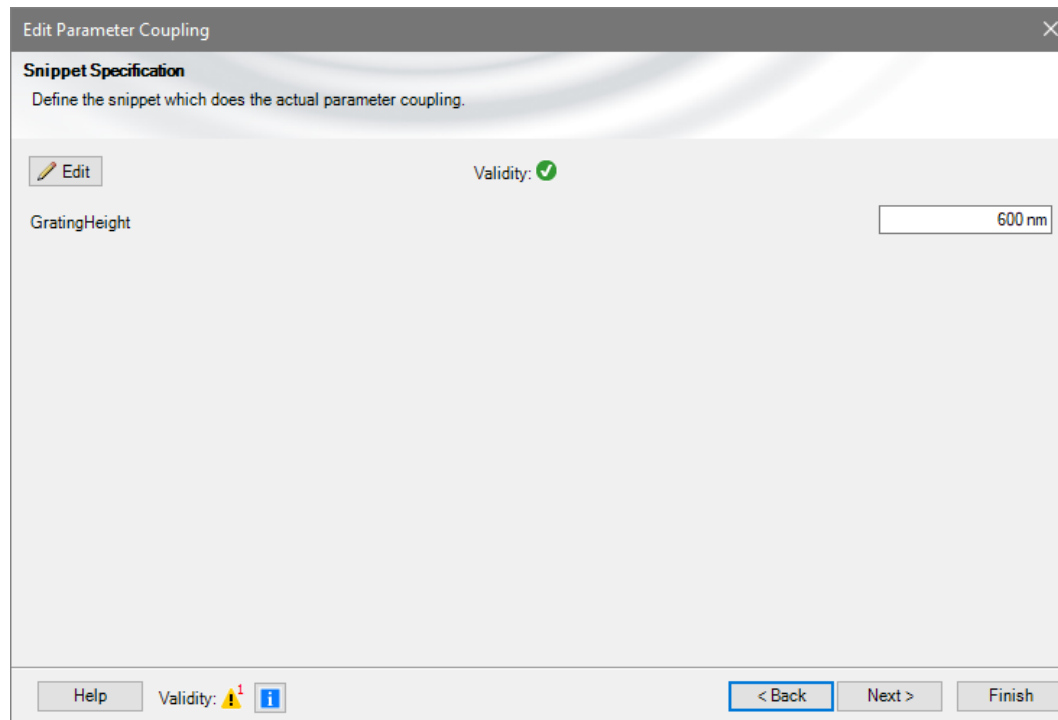 Edit Parameter Coupling
Snippet Specification
Define the snippet which does the actual parameter coupling.
Edit
Validity:
GratingHeight
600 nm
Help
Validity:
1
< Back
Next >
Finish